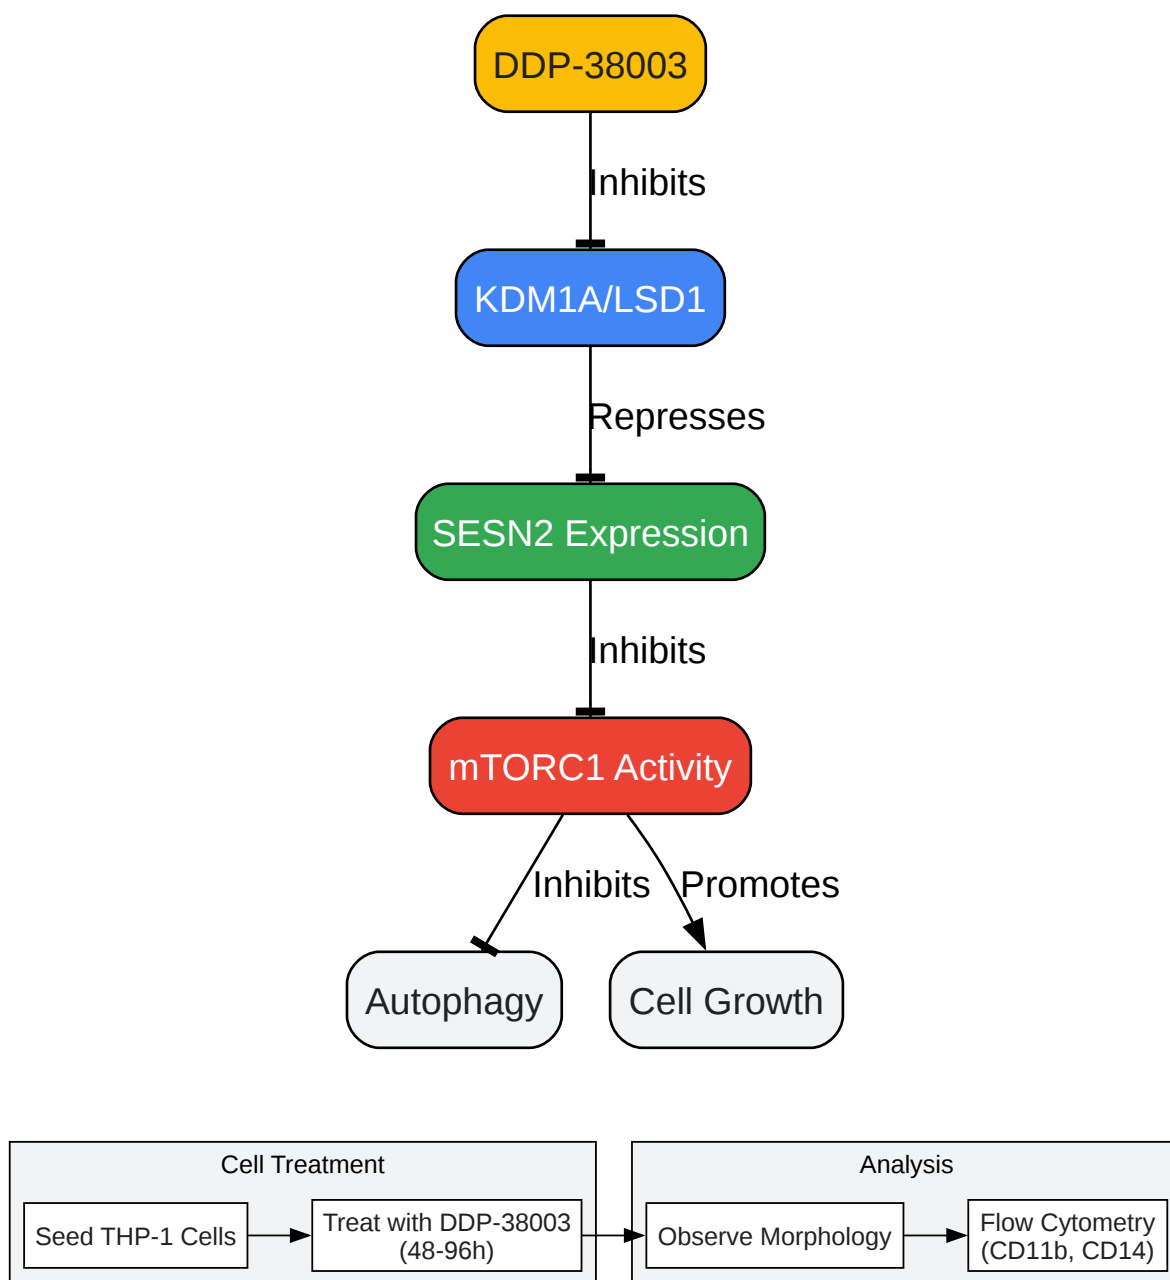 DDP-38003
Inhibits
KDM1A/LSD1
Represses
SESN2 Expression
Inhibits
mTORC1 Activity
Inhibits
Promotes
Autophagy
Cell Growth
Cell Treatment
Seed THP-1 Cells
Treat with DDP-38003
(48-96h)
Analysis
Observe Morphology
Flow Cytometry
(CD11b, CD14)